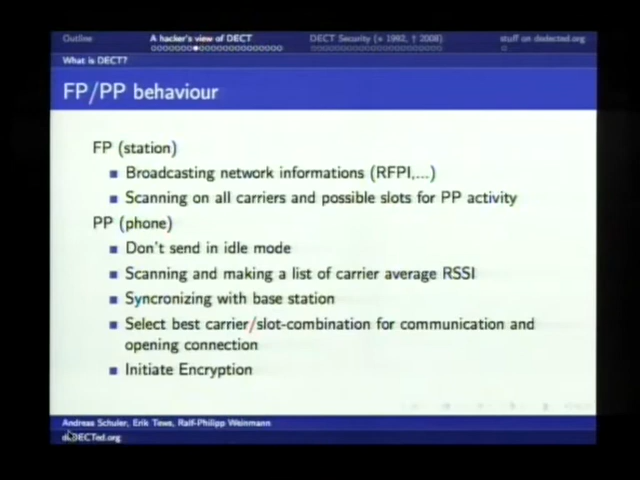 Outline
A hacker's view of DECT
DECT Security (* 1992, † 2008)
stuff on dedected.org
What is DECT?
FP/PP behaviour
FP (station)
Broadcasting network informations (RFPI,...)
Scanning on all carriers and possible slots for PP activity
PP (phone)
Don't send in idle mode
Scanning and making a list of carrier average RSSI
Syncronizing with base station
Select best carrier/slot-combination for communication and
opening connection
Initiate Encryption
Andreas Schuler, Erik Tews, Ralf-Philipp Weinmann
deDECTed.org